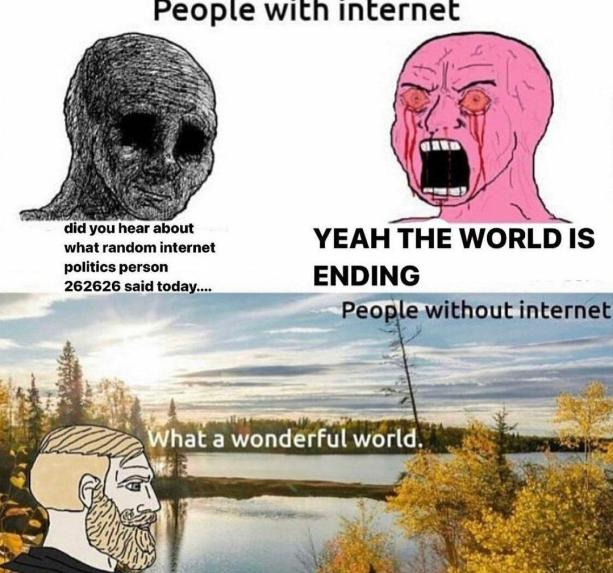 People with internet
did you hear about
what random internet
politics person
262626 said today....
YEAH THE WORLD IS
ENDING
People without internet
What a wonderful world.